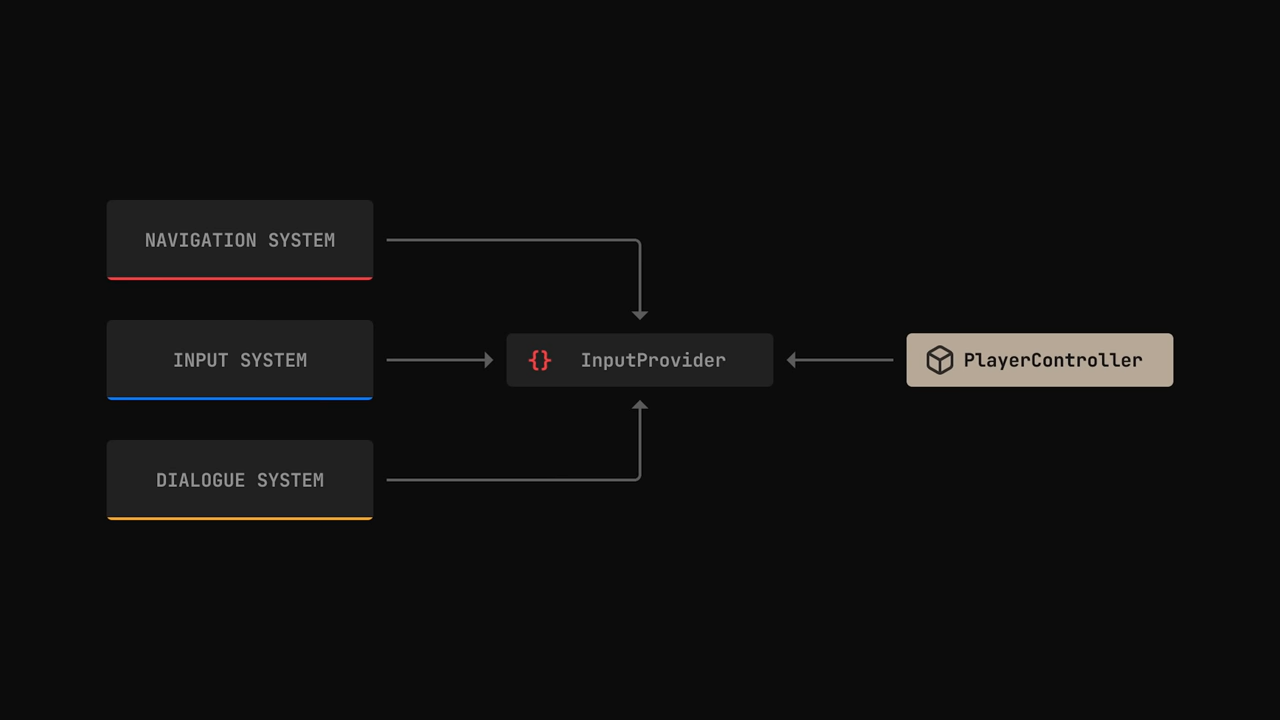 NAVIGATION SYSTEM
INPUT SYSTEM
{} InputProvider
PlayerController
DIALOGUE SYSTEM